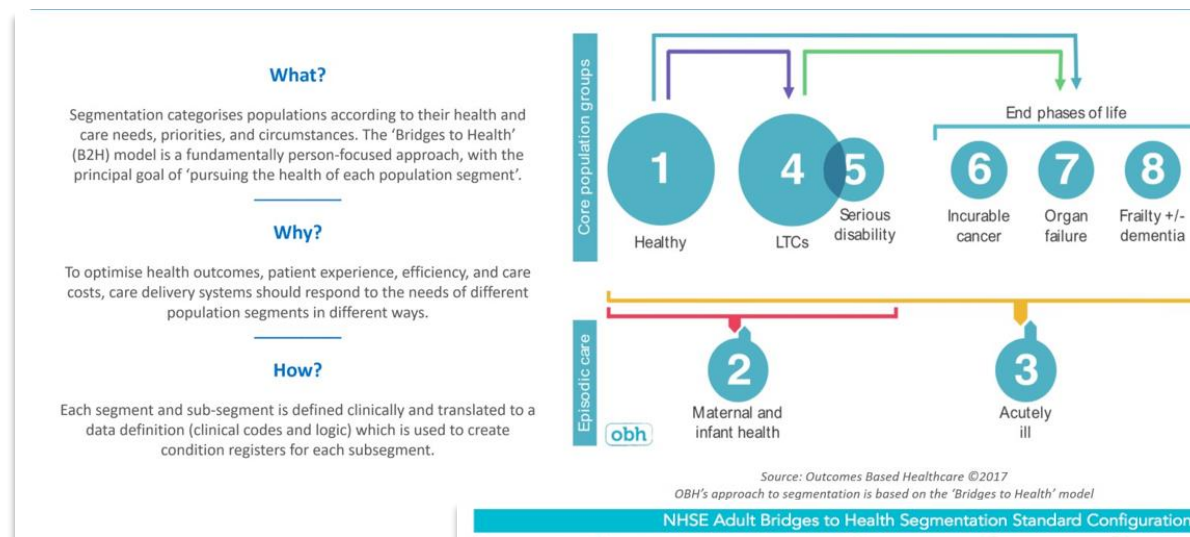 What?
Segmentation categorises populations according to their health and
care needs, priorities, and circumstances. The ‘Bridges to Health’
(B2H) model is a fundamentally person-focused approach, with the
principal goal of ‘pursuing the health of each population segment’.
Why?
To optimise health outcomes, patient experience, efficiency, and care
costs, care delivery systems should respond to the needs of different
population segments in different ways.
How?
Each segment and sub-segment is defined clinically and translated to a
data definition (clinical codes and logic) which is used to create
condition registers for each subsegment.
Core population groups
End phases of life
1
4
5
6
7
8
Healthy
LTCs
Serious
disability
Incurable
cancer
Organ
failure
Frailty +/-
dementia
Episodic care
2
3
Maternal and
infant health
Acutely
ill
obh
Source: Outcomes Based Healthcare ©2017
OBH's approach to segmentation is based on the ‘Bridges to Health’ model
NHSE Adult Bridges to Health Segmentation Standard Configuration